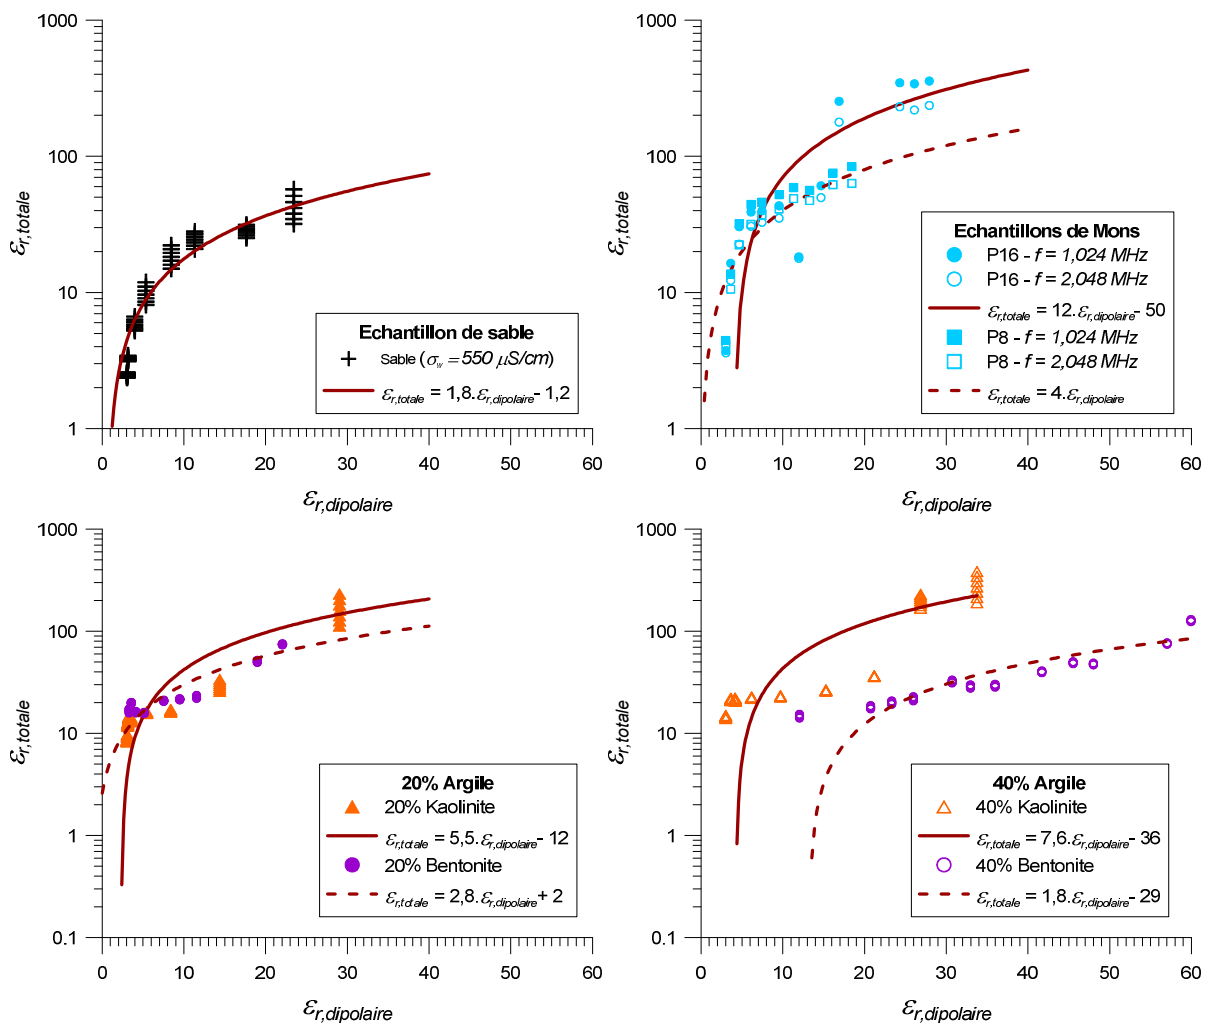 1000
100
10
1
0
10
20
30
40
50
60
εr,totale
εr,dipolaire
Echantillon de sable
Sable (σw = 550 μS/cm)
εr,totale = 1,8.εr,dipolaire - 1,2
1000
100
10
1
0
10
20
30
40
50
60
εr,totale
εr,dipolaire
Echantillons de Mons
P16 - f = 1,024 MHz
P16 - f = 2,048 MHz
εr,totale = 12.εr,dipolaire - 50
P8 - f = 1,024 MHz
P8 - f = 2,048 MHz
εr,totale = 4.εr,dipolaire
1000
100
10
1
0.1
0
10
20
30
40
50
60
εr,totale
εr,dipolaire
20% Argile
20% Kaolinite
εr,totale = 5,5.εr,dipolaire - 12
20% Bentonite
εr,totale = 2,8.εr,dipolaire + 2
1000
100
10
1
0.1
0
10
20
30
40
50
60
εr,totale
εr,dipolaire
40% Argile
40% Kaolinite
εr,totale = 7,6.εr,dipolaire - 36
40% Bentonite
εr,totale = 1,8.εr,dipolaire - 29